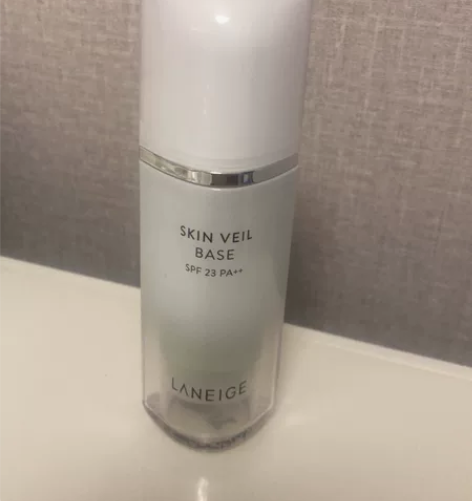 SKIN VEIL
BASE
SPF 23 PA++
LANEIGE